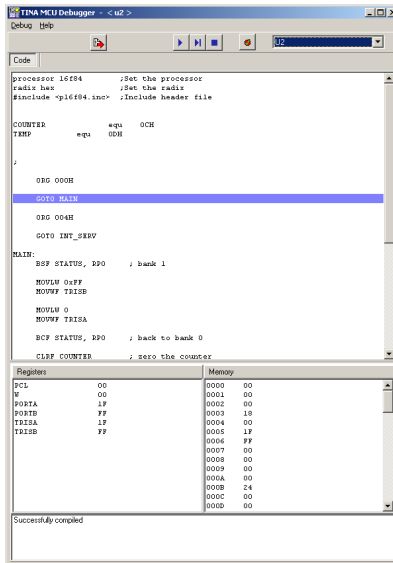 TINA MCU Debugger - < u2 >
Debug Help
U2
Code
processor 16f84 ;Set the processor
radix hex ;Set the radix
#include <p16f84.inc> ;Include header file
COUNTER equ 0CH
TEMP equ 0DH
;
ORG 000H
GOTO MAIN
ORG 004H
GOTO INT_SERV
MAIN:
BSF STATUS, RP0 ; bank 1
MOVLW 0xFF
MOVWF TRISB
MOVLW 0
MOVWF TRISA
BCF STATUS, RP0 ; back to bank 0
CLRF COUNTER ; zero the counter
Registers Memory
PCL 00 0000 00
W 00 0001 00
PORTA 1F 0002 00
PORTB FF 0003 18
TRISA 1F 0004 00
TRISB FF 0005 1F
0006 FF
0007 00
0008 00
0009 00
000A 00
000B 24
000C 00
000D 00
Successfully compiled